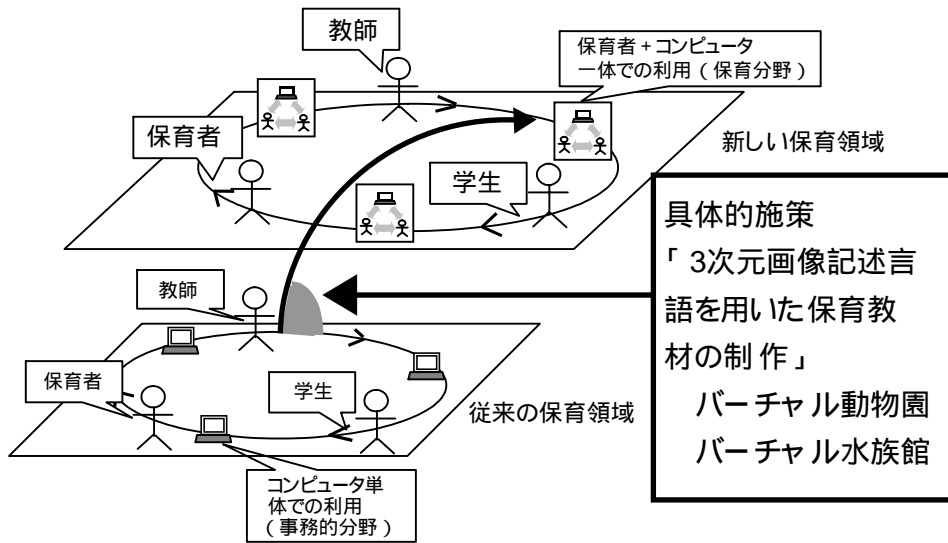 教師
保育者＋コンピュータ
一体での利用（保育分野）
保育者
新しい保育領域
学生
具体的施策
「3次元画像記述言
語を用いた保育教
材の制作」
バーチャル動物園
バーチャル水族館
教師
保育者
学生
従来の保育領域
コンピュータ単
体での利用
（事務的分野）